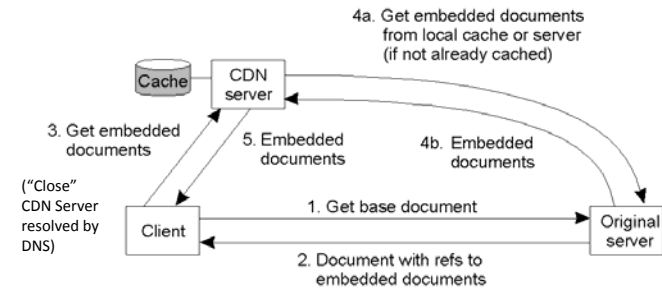 4a. Get embedded documents
from local cache or server
(if not already cached)
CDN
server
Cache
3. Get embedded
documents
5. Embedded
documents
4b. Embedded
documents
("Close"
CDN Server
resolved by
DNS)
1. Get base document
Client
Original
server
2. Document with refs to
embedded documents